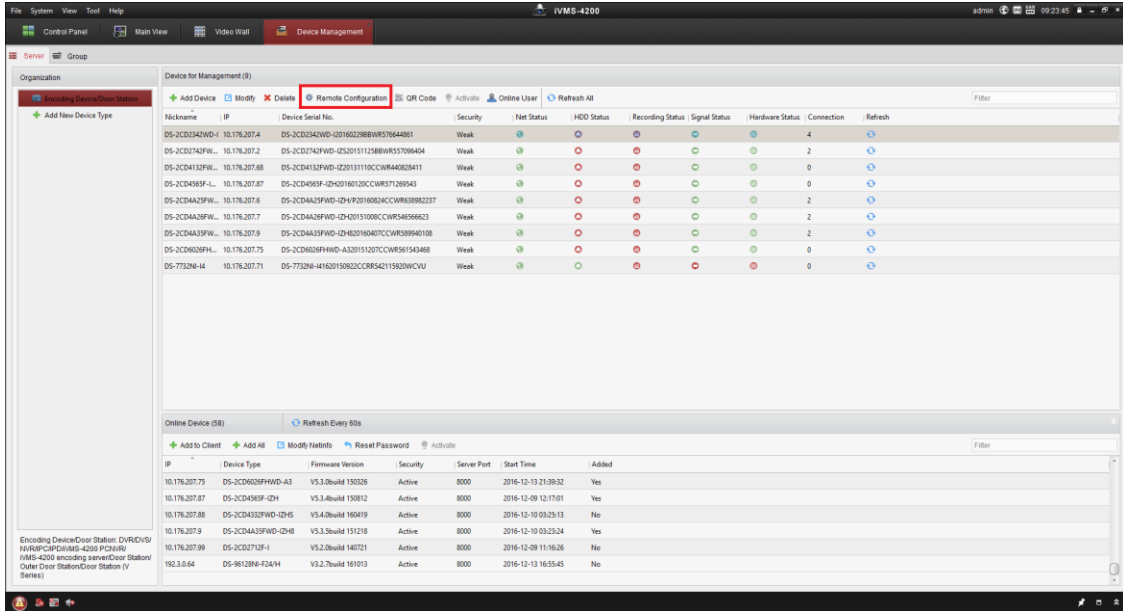 File System View Tool Help iVMS-4200 admin 09:23:45
Control Panel Main View Video Wall Device Management
Server Group
Organization
Encoding Device/Door Station
Add New Device Type
Device for Management (9)
Add Device Modify Delete Remote Configuration QR Code Activate Online User Refresh All Filter
Nickname IP Device Serial No. Security Net Status HDD Status Recording Status Signal Status Hardware Status Connection Refresh
DS-2CD2342WD-I 10.176.207.4 DS-2CD2342WD-I20160229BBWR576644861 Weak 4
DS-2CD2742FW... 10.176.207.2 DS-2CD2742FWD-IZS20151125BBWR557096404 Weak 2
DS-2CD4132FW... 10.176.207.68 DS-2CD4132FWD-IZ20131110CCWR440828411 Weak 0
DS-2CD4565F-I... 10.176.207.87 DS-2CD4565F-IZH20160120CCWR571269543 Weak 0
DS-2CD4A25FW... 10.176.207.6 DS-2CD4A25FWD-IZH/P20160824CCWR638982237 Weak 2
DS-2CD4A26FW... 10.176.207.7 DS-2CD4A26FWD-IZH20151008CCWR546566623 Weak 2
DS-2CD4A35FW... 10.176.207.9 DS-2CD4A35FWD-IZH820160407CCWR589940108 Weak 2
DS-2CD6026FH... 10.176.207.75 DS-2CD6026FHWD-A320151207CCWR561543468 Weak 0
DS-7732NI-I4 10.176.207.71 DS-7732NI-I41620150922CCRR542115920WCVU Weak 0
Online Device (58) Refresh Every 60s
Add to Client Add All Modify Netinfo Reset Password Activate Filter
IP Device Type Firmware Version Security Server Port Start Time Added
10.176.207.75 DS-2CD6026FHWD-A3 V5.3.0build 150326 Active 8000 2016-12-13 21:39:32 Yes
10.176.207.87 DS-2CD4565F-IZH V5.3.4build 150812 Active 8000 2016-12-09 12:17:01 Yes
10.176.207.88 DS-2CD4332FWD-IZHS V5.4.0build 160419 Active 8000 2016-12-10 03:25:13 No
10.176.207.9 DS-2CD4A35FWD-IZH8 V5.3.5build 151218 Active 8000 2016-12-10 03:23:24 Yes
10.176.207.99 DS-2CD2712F-I V5.2.0build 140721 Active 8000 2016-12-09 11:16:26 No
192.3.0.64 DS-96128NI-F24/H V3.2.7build 161013 Active 8000 2016-12-13 16:55:45 No
Encoding Device/Door Station: DVR/DVS/
NVR/IPC/IPD/iVMS-4200 PCNVR/
iVMS-4200 encoding server/Door Station/
Outer Door Station/Door Station (V
Series)